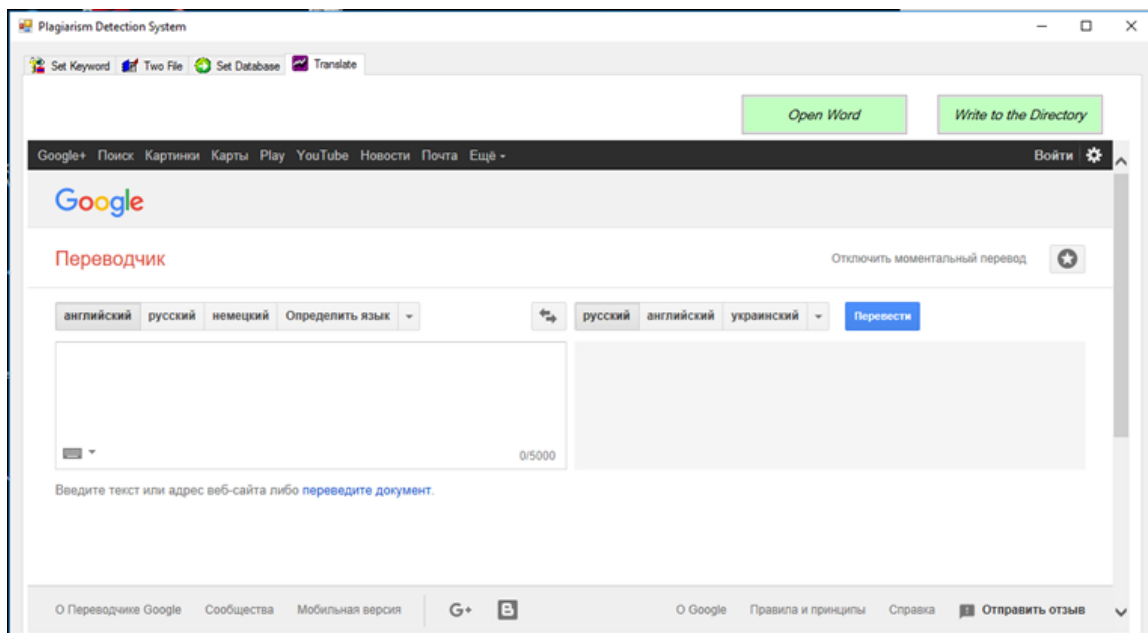 Plagiarism Detection System
Set Keyword Two File Set Database Translate
Open Word Write to the Directory
Google+ Поиск Картинки Карты Play YouTube Новости Почта Ещё Войти
Google
Переводчик Отключить моментальный перевод
английский русский немецкий Определить язык русский английский украинский Перевести
0/5000
Введите текст или адрес веб-сайта либо переведите документ.
О Переводчике Google Сообщества Мобильная версия G+ B О Google Правила и принципы Справка Отправить отзыв